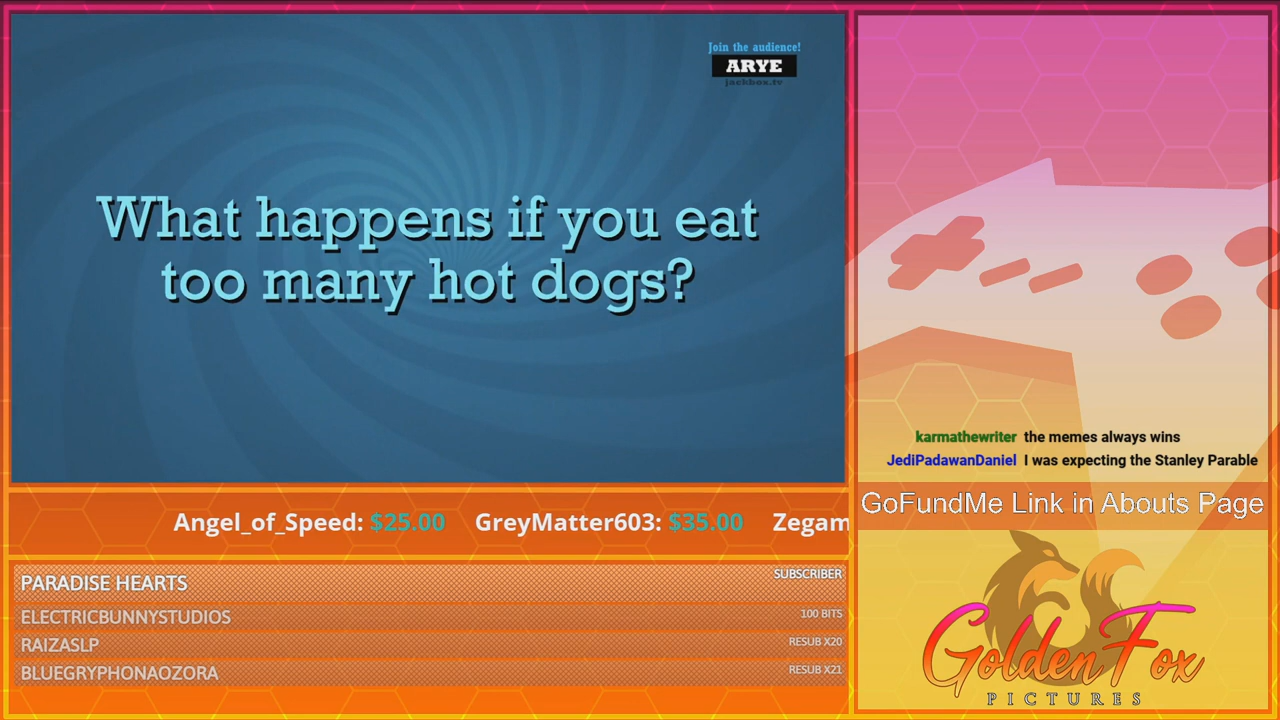 Join the audience!
ARYE
jackbox.tv
What happens if you eat
too many hot dogs?
karmathewriter the memes always wins
JediPadawanDaniel I was expecting the Stanley Parable
GoFundMe Link in Abouts Page
Angel_of_Speed: $25.00 GreyMatter603: $35.00 Zegam
PARADISE HEARTS SUBSCRIBER
ELECTRICBUNNYSTUDIOS 100 BITS
RAIZASLP RESUB X20
BLUEGRYPHONAOZORA RESUB X21
GoldenFox
PICTURES